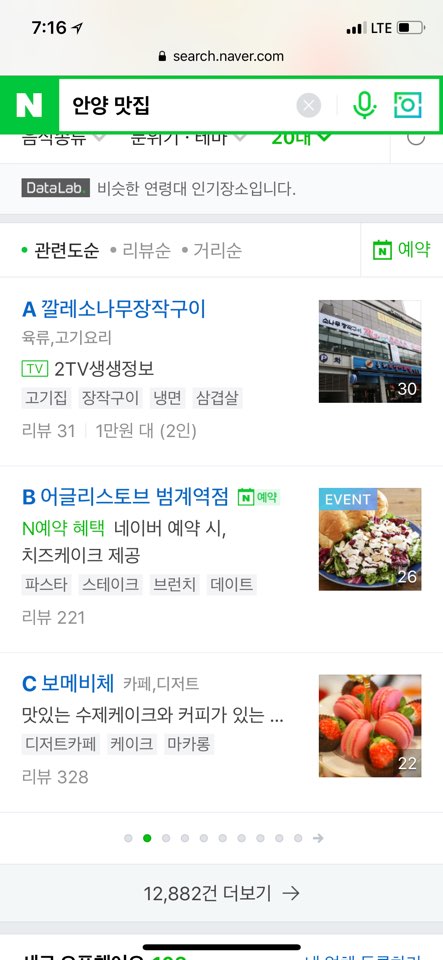 7:16
LTE
search.naver.com
N
안양 맛집
음식종류
분위기·테마
20대
DataLab. 비슷한 연령대 인기장소입니다.
관련도순 리뷰순 거리순
N 예약
A 깔레소나무장작구이
육류,고기요리
TV 2TV생생정보
고기집 장작구이 냉면 삼겹살
리뷰 31 1만원 대 (2인)
30
B 어글리스토브 범계역점 N 예약
N예약 혜택 네이버 예약 시,
치즈케이크 제공
파스타 스테이크 브런치 데이트
리뷰 221
EVENT
26
C 보메비체 카페,디저트
맛있는 수제케이크와 커피가 있는 ...
디저트카페 케이크 마카롱
리뷰 328
22
12,882건 더보기